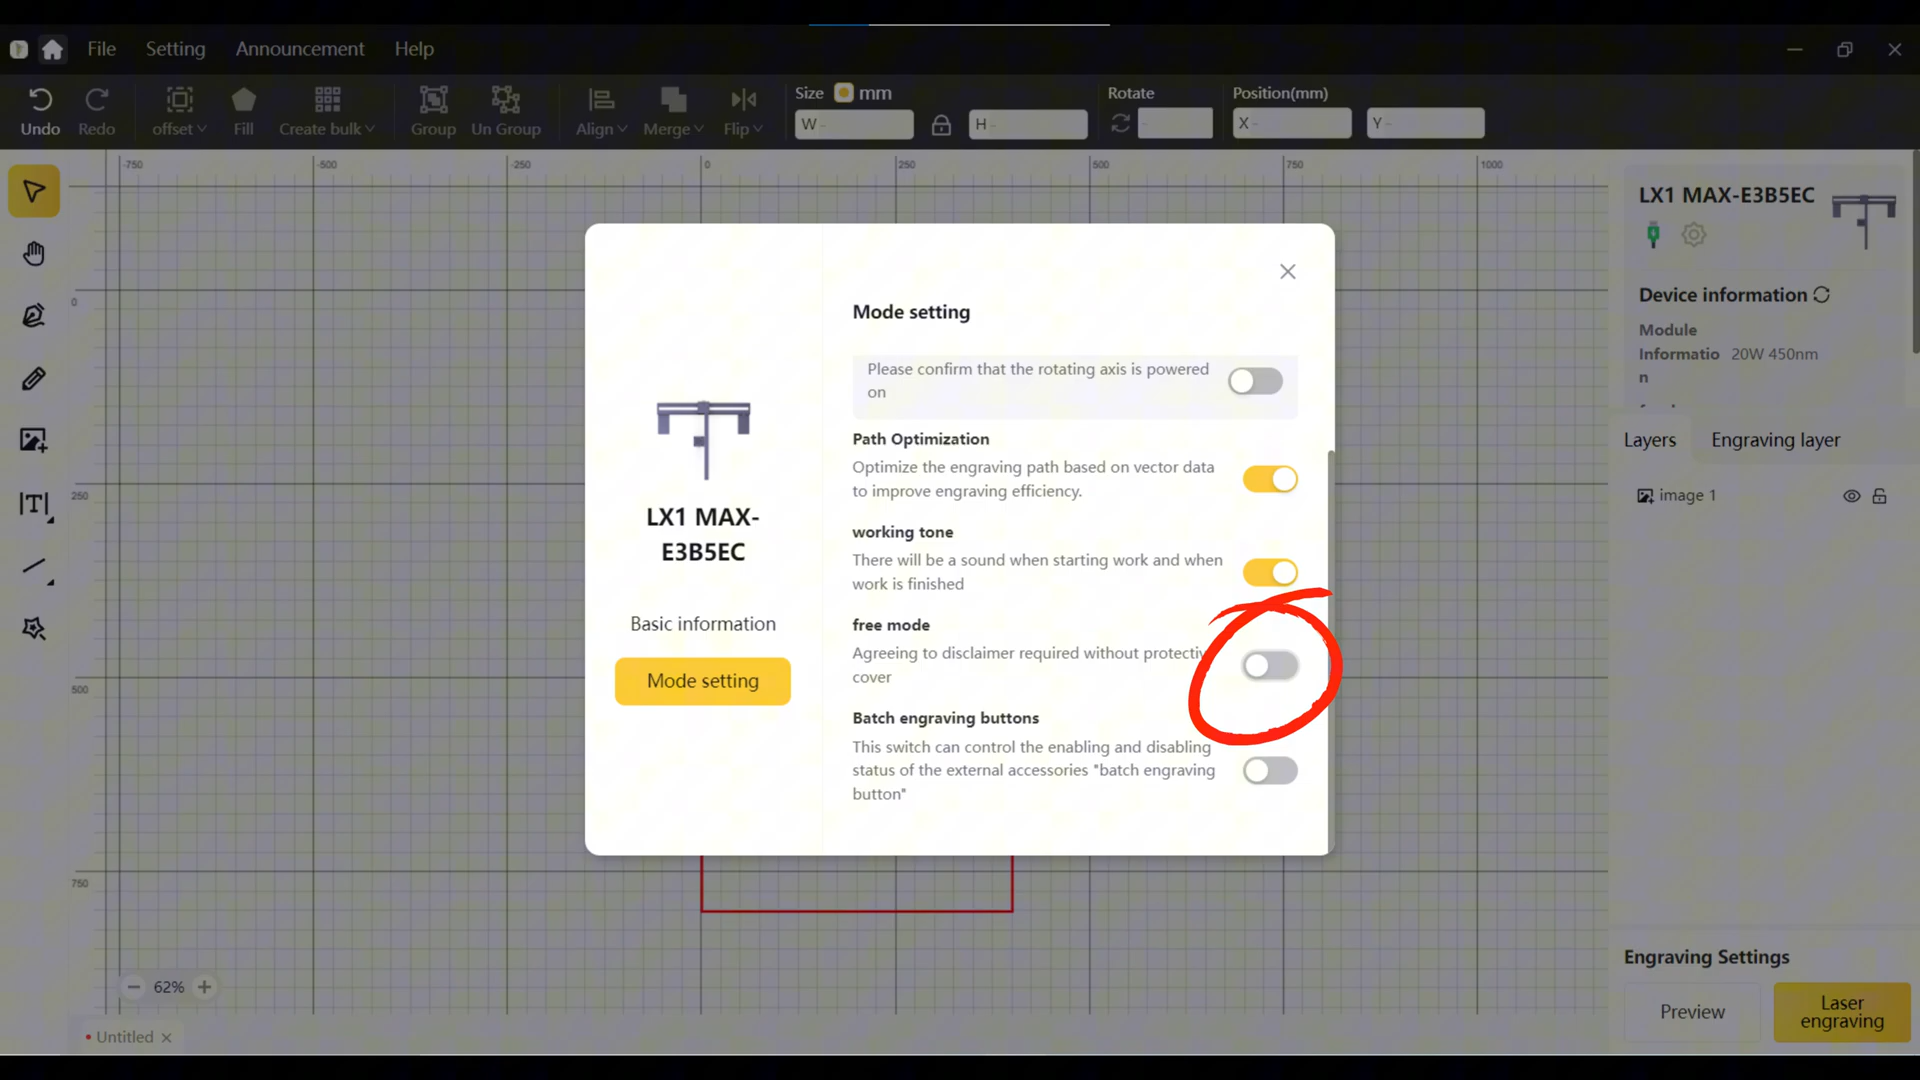 File Setting Announcement Help
Undo Redo offset Fill Create bulk Group Un Group Align Merge Flip
Size mm Rotate Position(mm)
W - H - - X - Y -
-750 -500 -250 0 250 500 750 1000
0
250
500
750
Mode setting
Please confirm that the rotating axis is powered
on
Path Optimization
Optimize the engraving path based on vector data
to improve engraving efficiency.
working tone
There will be a sound when starting work and when
work is finished
free mode
Agreeing to disclaimer required without protectiv
cover
Batch engraving buttons
This switch can control the enabling and disabling
status of the external accessories "batch engraving
button"
LX1 MAX-
E3B5EC
Basic information
Mode setting
LX1 MAX-E3B5EC
Device information
Module
Informatio 20W 450nm
n
Layers Engraving layer
image 1
Engraving Settings
Preview
Laser
engraving
62%
Untitled